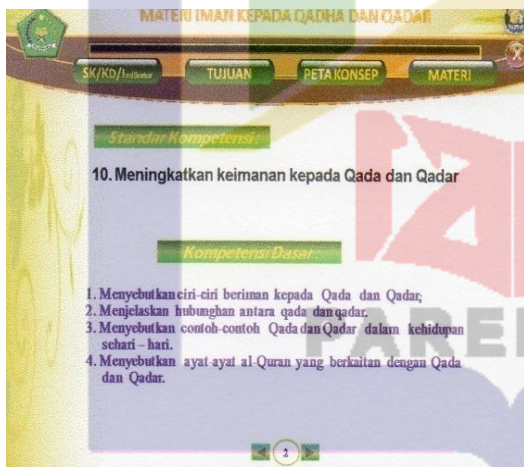 MATERI IMAN KEPADA QADHA DAN QADAR
SK/KD/Indikator
TUJUAN
PETA KONSEP
MATERI
Standar Kompetensi :
10. Meningkatkan keimanan kepada Qada dan Qadar
Kompetensi Dasar :
1. Menyebutkan ciri-ciri beriman kepada Qada dan Qadar;
2. Menjelaskan hubunghan antara qada dan qadar.
3. Menyebutkan contoh-contoh Qada dan Qadar dalam kehidupan
sehari – hari.
4. Menyebutkan ayat-ayat al-Quran yang berkaitan dengan Qada
dan Qadar.
PAREP
2